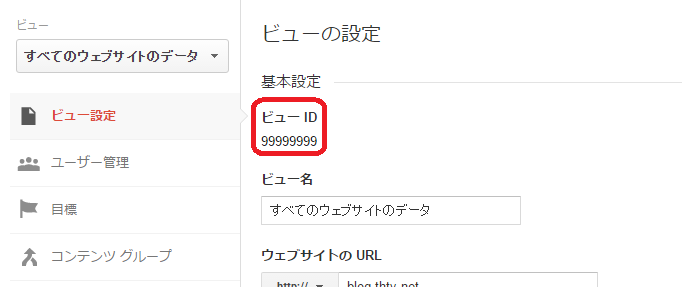 ビュー
すべてのウェブサイトのデータ
ビュー設定
ユーザー管理
目標
コンテンツ グループ
ビューの設定
基本設定
ビュー ID
99999999
ビュー名
すべてのウェブサイトのデータ
ウェブサイトの URL
http://